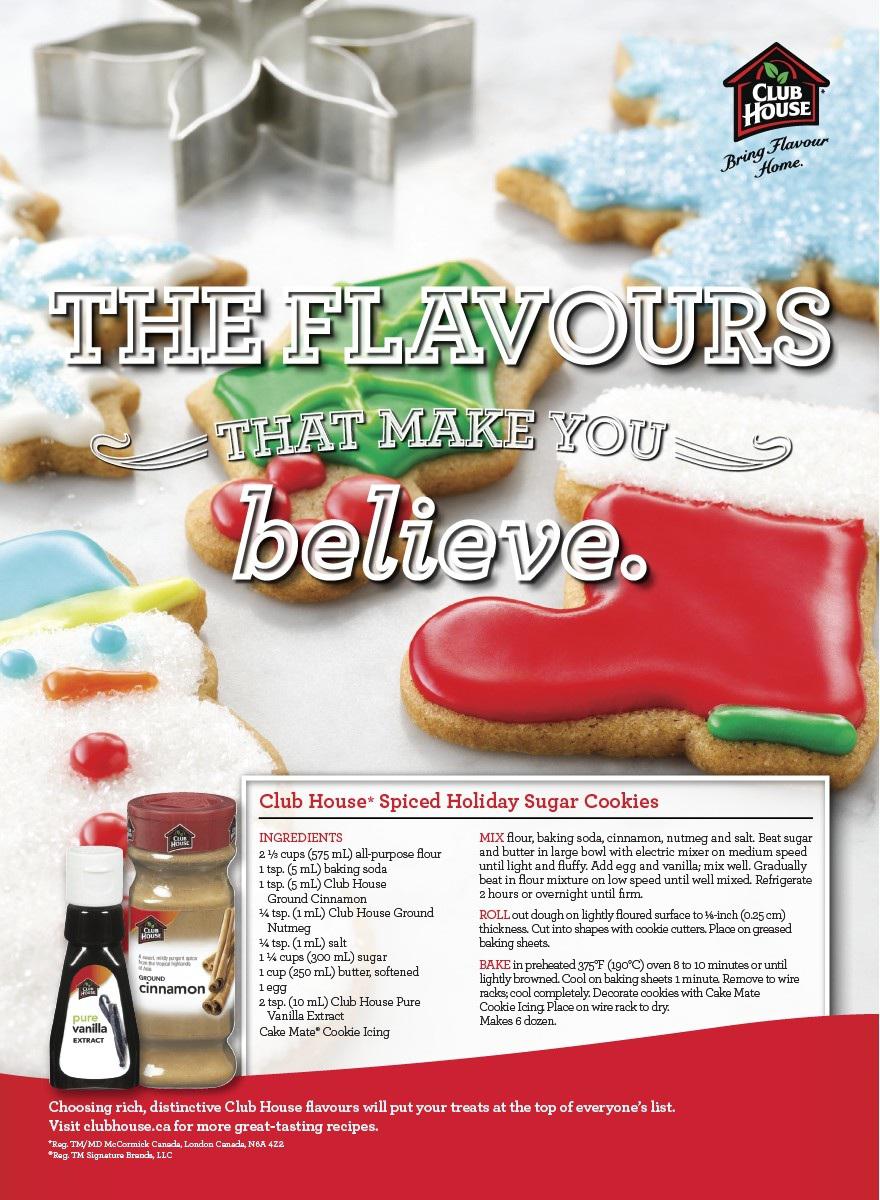 CLUB
HOUSE
Bring Flavour
Home.
THE FLAVOURS
THAT MAKE YOU
believe.
Club House* Spiced Holiday Sugar Cookies
INGREDIENTS
2 ⅓ cups (575 mL) all-purpose flour
1 tsp. (5 mL) baking soda
1 tsp. (5 mL) Club House
Ground Cinnamon
¼ tsp. (1 mL) Club House Ground
Nutmeg
¼ tsp. (1 mL) salt
1 ¼ cups (300 mL) sugar
1 cup (250 mL) butter, softened
1 egg
2 tsp. (10 mL) Club House Pure
Vanilla Extract
Cake Mate® Cookie Icing
MIX flour, baking soda, cinnamon, nutmeg and salt. Beat sugar
and butter in large bowl with electric mixer on medium speed
until light and fluffy. Add egg and vanilla; mix well. Gradually
beat in flour mixture on low speed until well mixed. Refrigerate
2 hours or overnight until firm.
ROLL out dough on lightly floured surface to ⅛-inch (0.25 cm)
thickness. Cut into shapes with cookie cutters. Place on greased
baking sheets.
BAKE in preheated 375°F (190°C) oven 8 to 10 minutes or until
lightly browned. Cool on baking sheets 1 minute. Remove to wire
racks; cool completely. Decorate cookies with Cake Mate
Cookie Icing. Place on wire rack to dry.
Makes 6 dozen.
CLUB
HOUSE
CLUB
HOUSE
A sweet, mildly pungent spice
from the tropical highlands
of Asia
GROUND
cinnamon
CLUB
HOUSE
pure
vanilla
EXTRACT
Choosing rich, distinctive Club House flavours will put your treats at the top of everyone's list.
Visit clubhouse.ca for more great-tasting recipes.
*Reg. TM/MD McCormick Canada, London Canada, N6A 4Z2
®Reg. TM Signature Brands, LLC